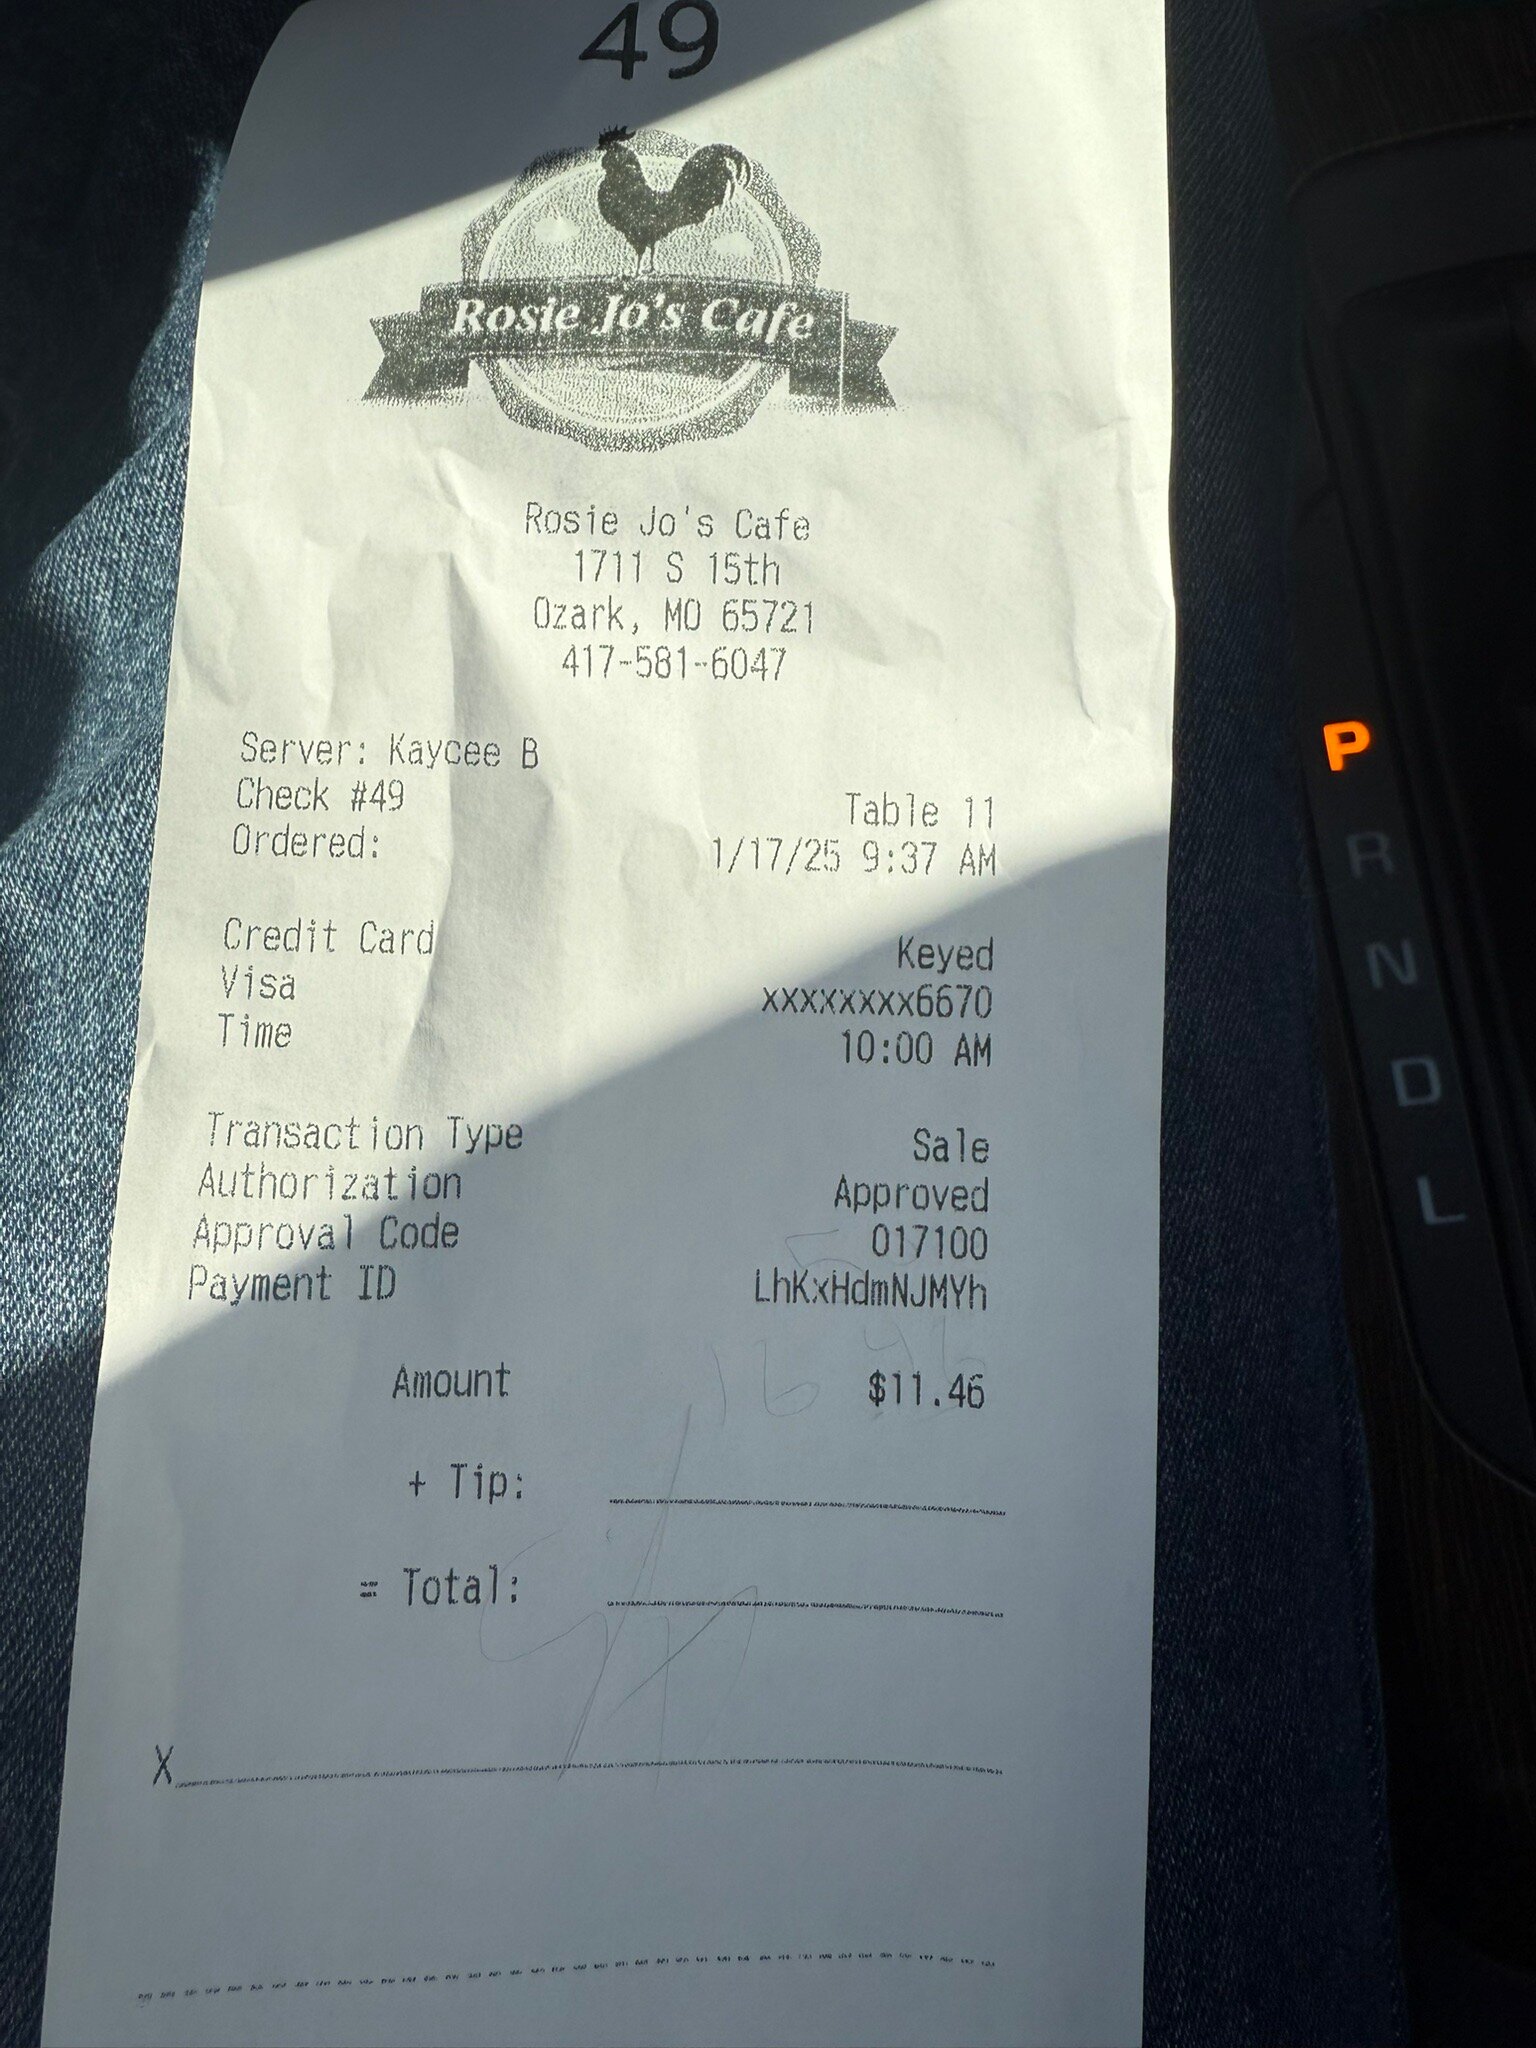 49
Rosie Jo's Cafe
Rosie Jo's Cafe
1711 S 15th
Ozark, MO 65721
417-581-6047
Server: Kaycee B
Check #49 Table 11
Ordered: 1/17/25 9:37 AM
Credit Card Keyed
Visa xxxxxxxx6670
Time 10:00 AM
Transaction Type Sale
Authorization Approved
Approval Code 017100
Payment ID LhKxHdmNJMYh
Amount $11.46
+ Tip:
= Total:
X
P
R
N
D
L